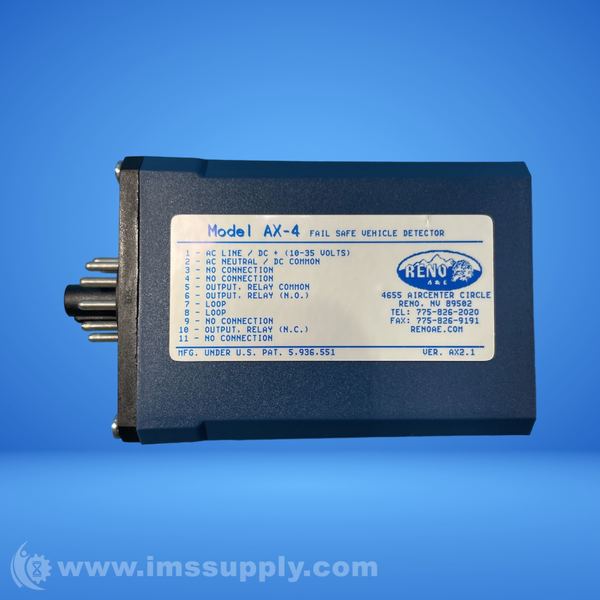 Model AX-4 FAIL SAFE VEHICLE DETECTOR
1 - AC LINE / DC + (10-35 VOLTS)
2 - AC NEUTRAL / DC COMMON
3 - NO CONNECTION
4 - NO CONNECTION
5 - OUTPUT, RELAY COMMON
6 - OUTPUT, RELAY (N.O.)
7 - LOOP
8 - LOOP
9 - NO CONNECTION
10 - OUTPUT, RELAY (N.C.)
11 - NO CONNECTION
MFG. UNDER U.S. PAT. 5,936,551
RENO
A & E
4655 AIRCENTER CIRCLE
RENO, NV 89502
TEL: 775-826-2020
FAX: 775-826-9191
RENOAE.COM
VER. AX2.1
www.imssupply.com